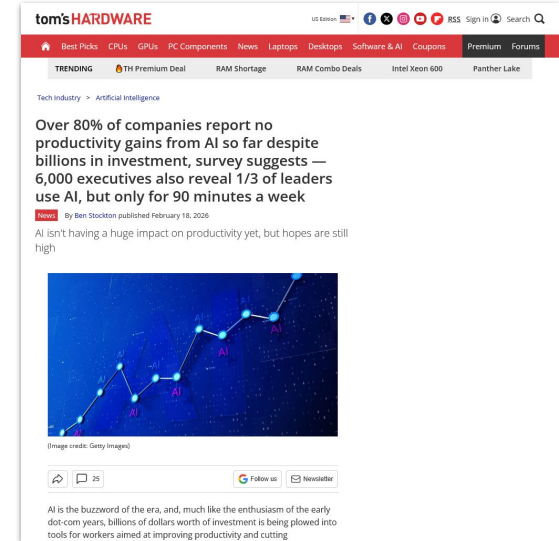 tom's HARDWARE
US Edition
RSS Sign in Search
Best Picks CPUs GPUs PC Components News Laptops Desktops Software & AI Coupons Premium Forums
TRENDING TH Premium Deal RAM Shortage RAM Combo Deals Intel Xeon 600 Panther Lake
Tech Industry > Artificial Intelligence
Over 80% of companies report no
productivity gains from AI so far despite
billions in investment, survey suggests —
6,000 executives also reveal 1/3 of leaders
use AI, but only for 90 minutes a week
News By Ben Stockton published February 18, 2026
AI isn't having a huge impact on productivity yet, but hopes are still
high
AI
AI
AI
AI
AI
AI
AI
AI
AI
AI
(Image credit: Getty Images)
25 Follow us Newsletter
AI is the buzzword of the era, and, much like the enthusiasm of the early
dot-com years, billions of dollars worth of investment is being plowed into
tools for workers aimed at improving productivity and cutting